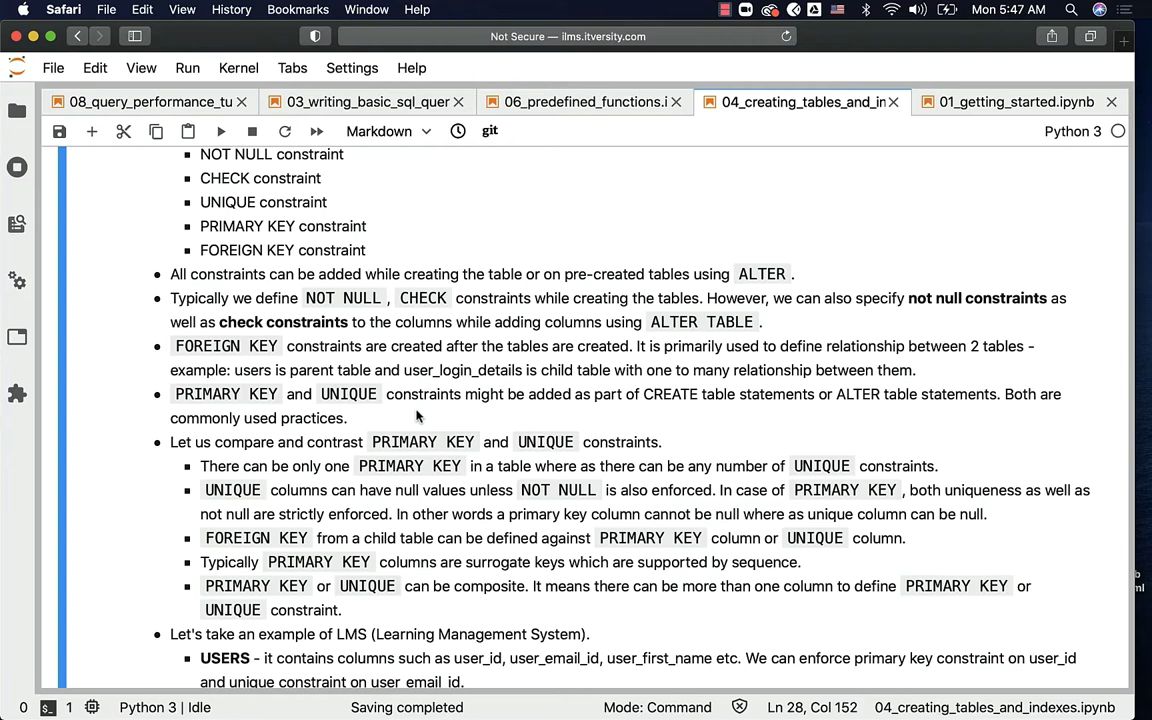 Safari File Edit View History Bookmarks Window Help Mon 5:47 AM
Not Secure — ilms.itversity.com
File Edit View Run Kernel Tabs Settings Help
08_query_performance_tu 03_writing_basic_sql_quer 06_predefined_functions.i 04_creating_tables_and_in 01_getting_started.ipynb
Markdown git Python 3
NOT NULL constraint
CHECK constraint
UNIQUE constraint
PRIMARY KEY constraint
FOREIGN KEY constraint
All constraints can be added while creating the table or on pre-created tables using ALTER .
Typically we define NOT NULL , CHECK constraints while creating the tables. However, we can also specify not null constraints as
well as check constraints to the columns while adding columns using ALTER TABLE .
FOREIGN KEY constraints are created after the tables are created. It is primarily used to define relationship between 2 tables -
example: users is parent table and user_login_details is child table with one to many relationship between them.
PRIMARY KEY and UNIQUE constraints might be added as part of CREATE table statements or ALTER table statements. Both are
commonly used practices.
Let us compare and contrast PRIMARY KEY and UNIQUE constraints.
There can be only one PRIMARY KEY in a table where as there can be any number of UNIQUE constraints.
UNIQUE columns can have null values unless NOT NULL is also enforced. In case of PRIMARY KEY , both uniqueness as well as
not null are strictly enforced. In other words a primary key column cannot be null where as unique column can be null.
FOREIGN KEY from a child table can be defined against PRIMARY KEY column or UNIQUE column.
Typically PRIMARY KEY columns are surrogate keys which are supported by sequence.
PRIMARY KEY or UNIQUE can be composite. It means there can be more than one column to define PRIMARY KEY or
UNIQUE constraint.
Let's take an example of LMS (Learning Management System).
USERS - it contains columns such as user_id, user_email_id, user_first_name etc. We can enforce primary key constraint on user_id
and unique constraint on user_email_id.
0 1 Python 3 | Idle Saving completed Mode: Command Ln 28, Col 152 04_creating_tables_and_indexes.ipynb